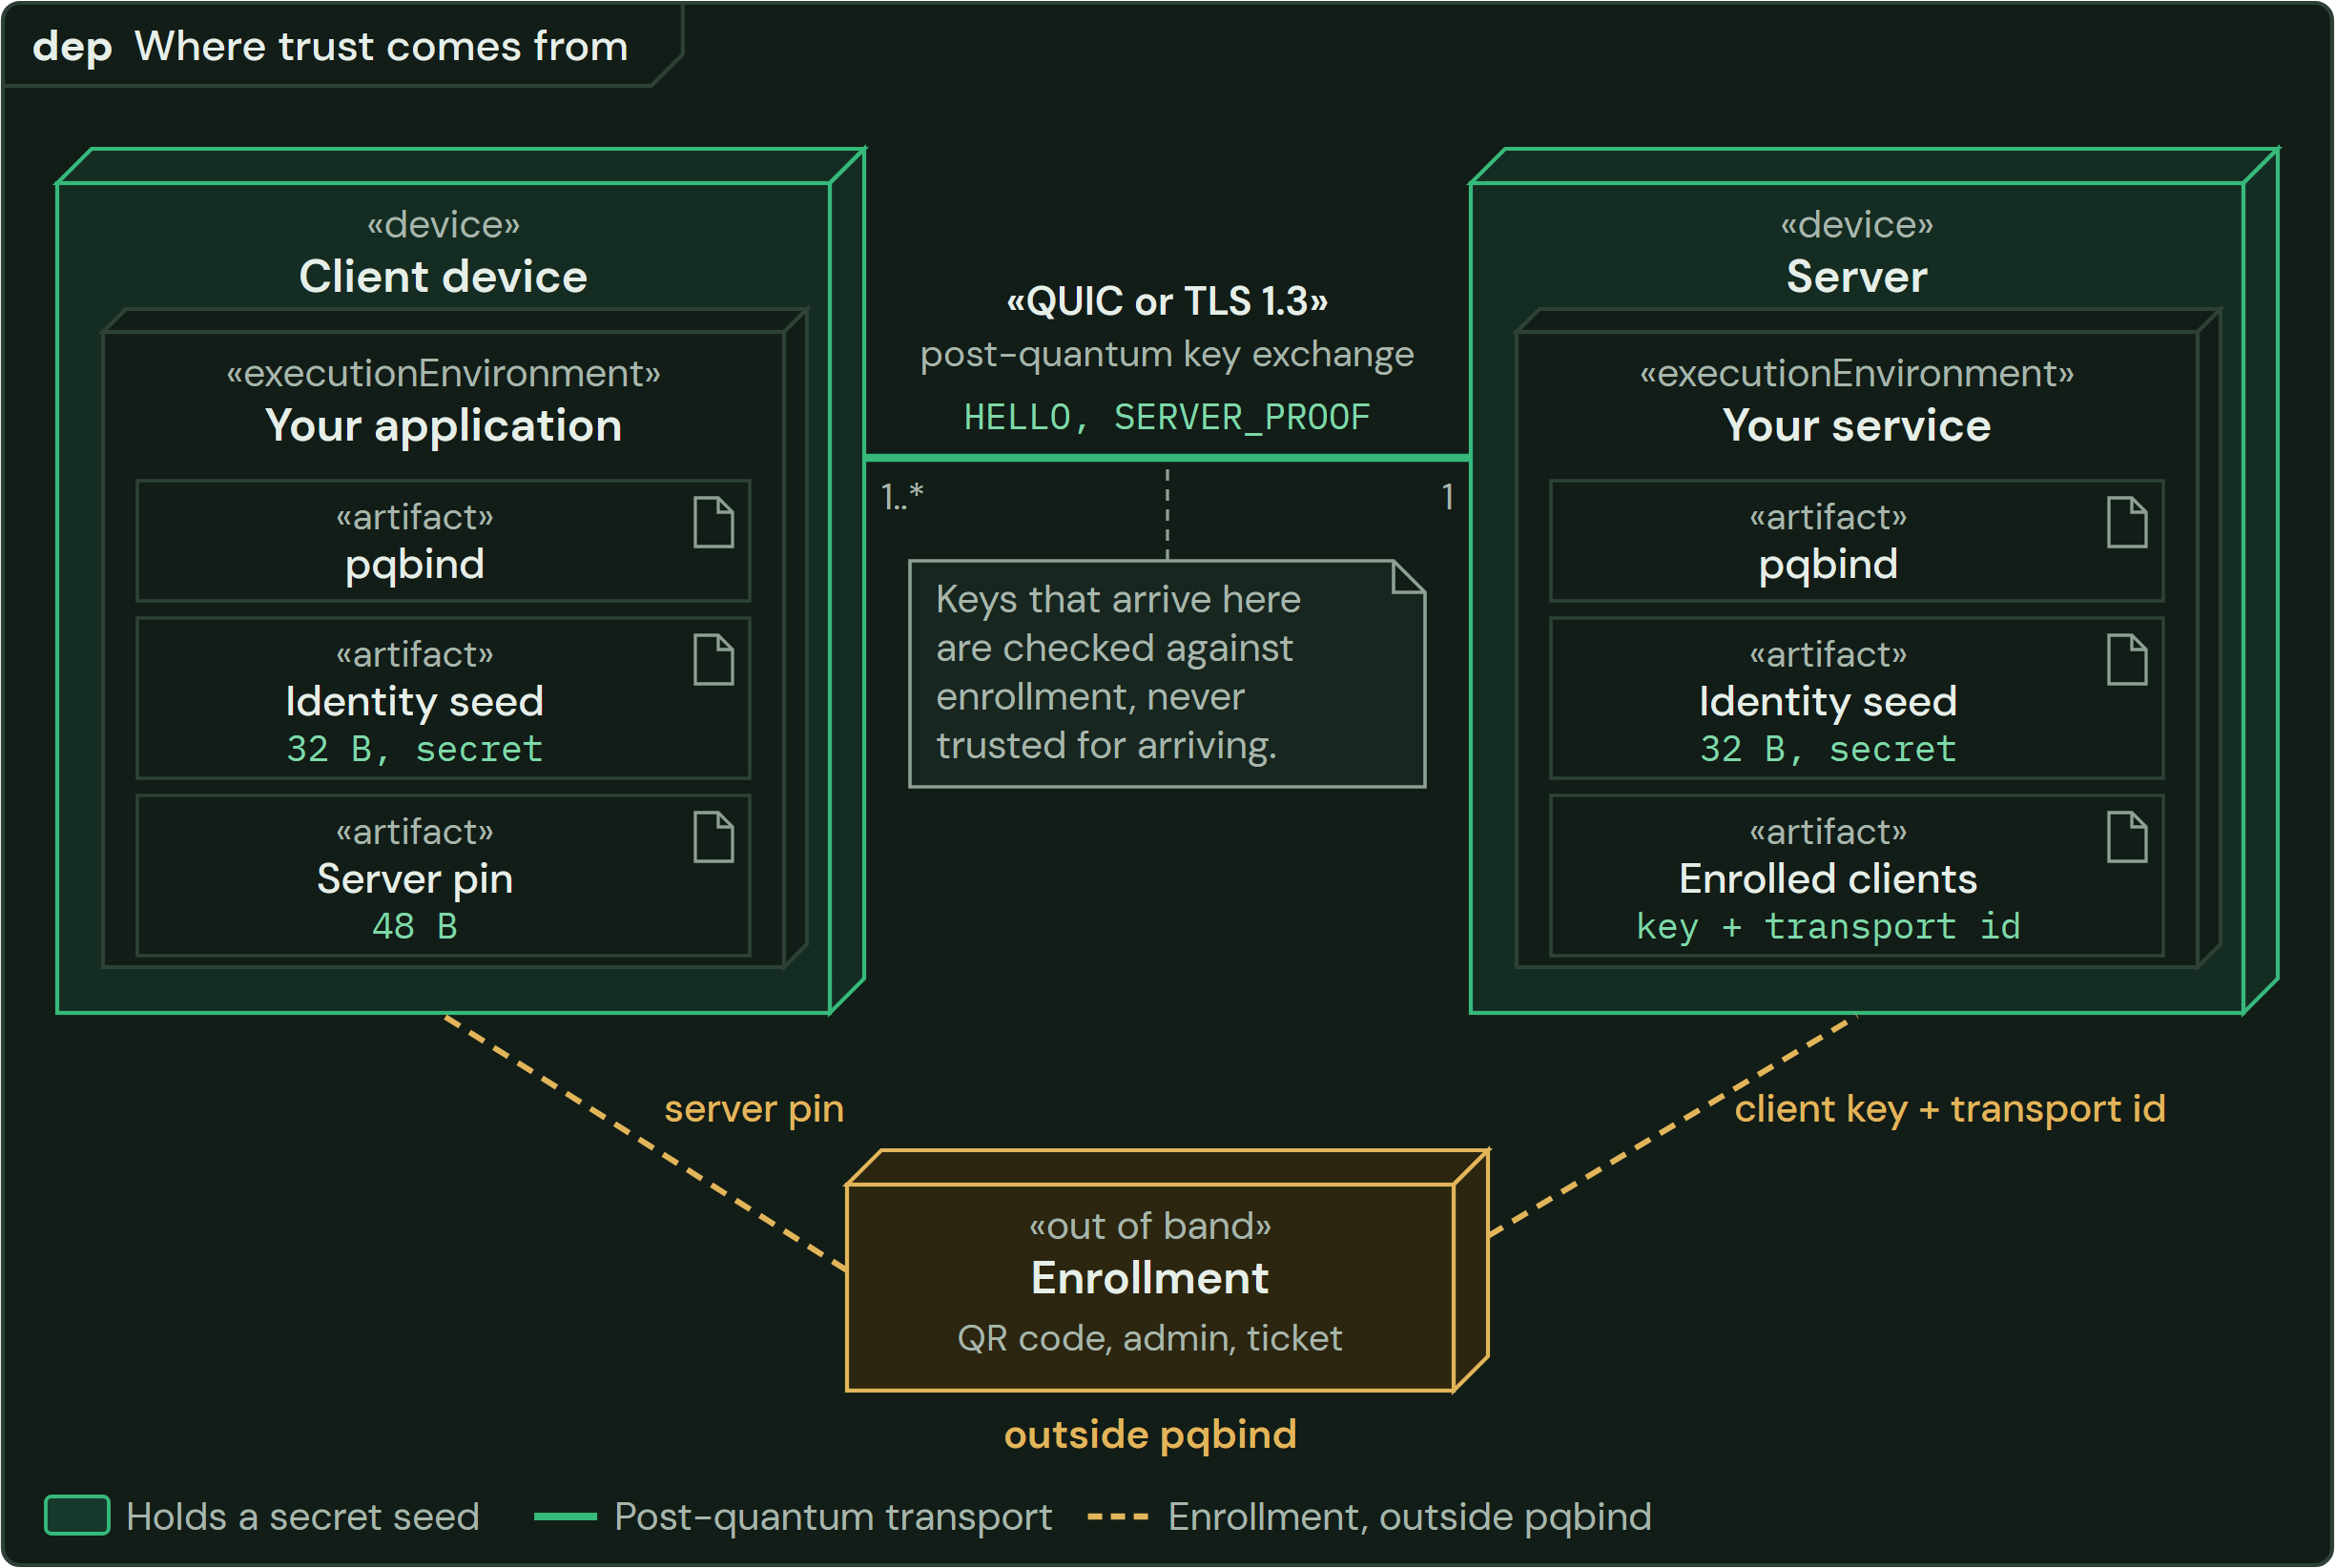 dep Where trust comes from
«device»
Client device
«executionEnvironment»
Your application
«artifact»
pqbind
«artifact»
Identity seed
32 B, secret
«artifact»
Server pin
48 B
«QUIC or TLS 1.3»
post-quantum key exchange
HELLO, SERVER_PROOF
1..*
1
Keys that arrive here
are checked against
enrollment, never
trusted for arriving.
«device»
Server
«executionEnvironment»
Your service
«artifact»
pqbind
«artifact»
Identity seed
32 B, secret
«artifact»
Enrolled clients
key + transport id
server pin
client key + transport id
«out of band»
Enrollment
QR code, admin, ticket
outside pqbind
Holds a secret seed
Post-quantum transport
Enrollment, outside pqbind